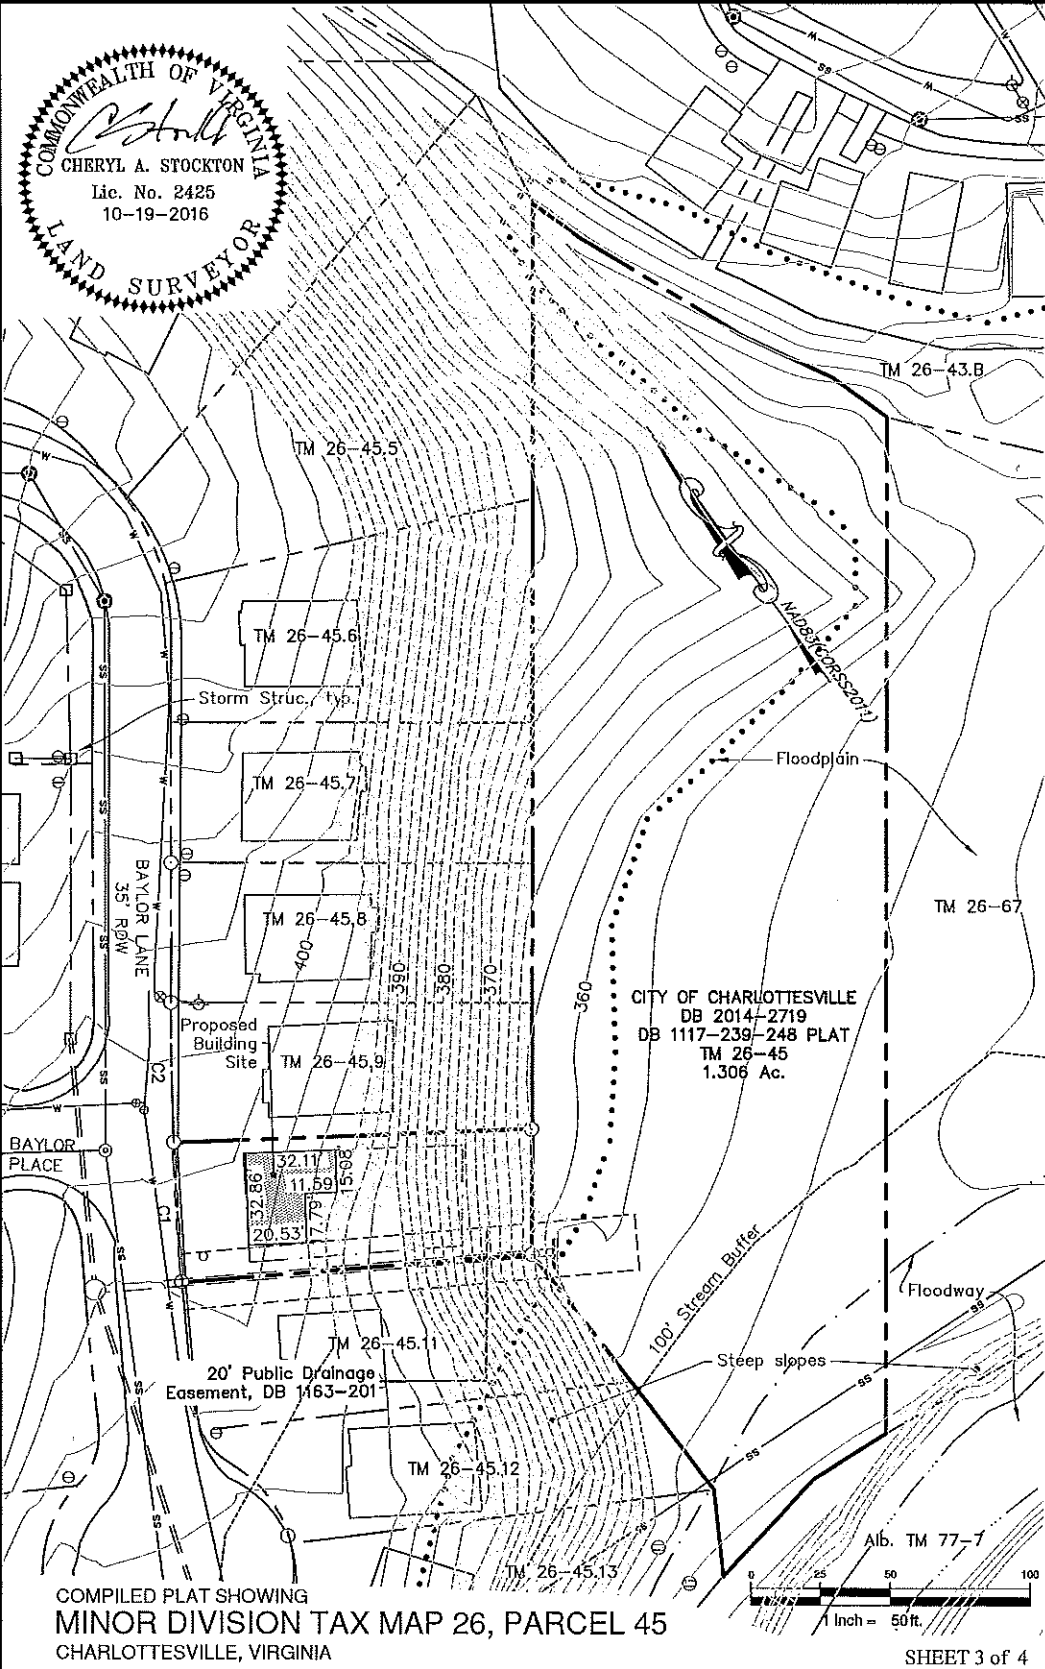 COMMONWEALTH OF VIRGINIA
CHERYL A. STOCKTON
Lic. No. 2425
10-19-2016
LAND SURVEYOR
TM 26-43.B
TM 26-45.5
NAD83(CORSS2011)
TM 26-45.6
Storm Struc., typ.
TM 26-45.7
Floodplain
BAYLOR LANE
35' ROW
TM 26-45.8
TM 26-67
400
390
380
370
360
CITY OF CHARLOTTESVILLE
DB 2014-2719
DB 1117-239-248 PLAT
TM 26-45
1.306 Ac.
Proposed
Building
Site
TM 26-45.9
C2
BAYLOR
PLACE
C1
32.11'
11.59'
15.08'
32.86'
7.79'
20.53'
100' Stream Buffer
Floodway
Steep slopes
TM 26-45.11
20' Public Drainage
Easement, DB 1163-201
TM 26-45.12
TM 26-45.13
Alb. TM 77-7
0 25 50 100
1 Inch = 50 ft.
W
SS
COMPILED PLAT SHOWING
MINOR DIVISION TAX MAP 26, PARCEL 45
CHARLOTTESVILLE, VIRGINIA
SHEET 3 of 4